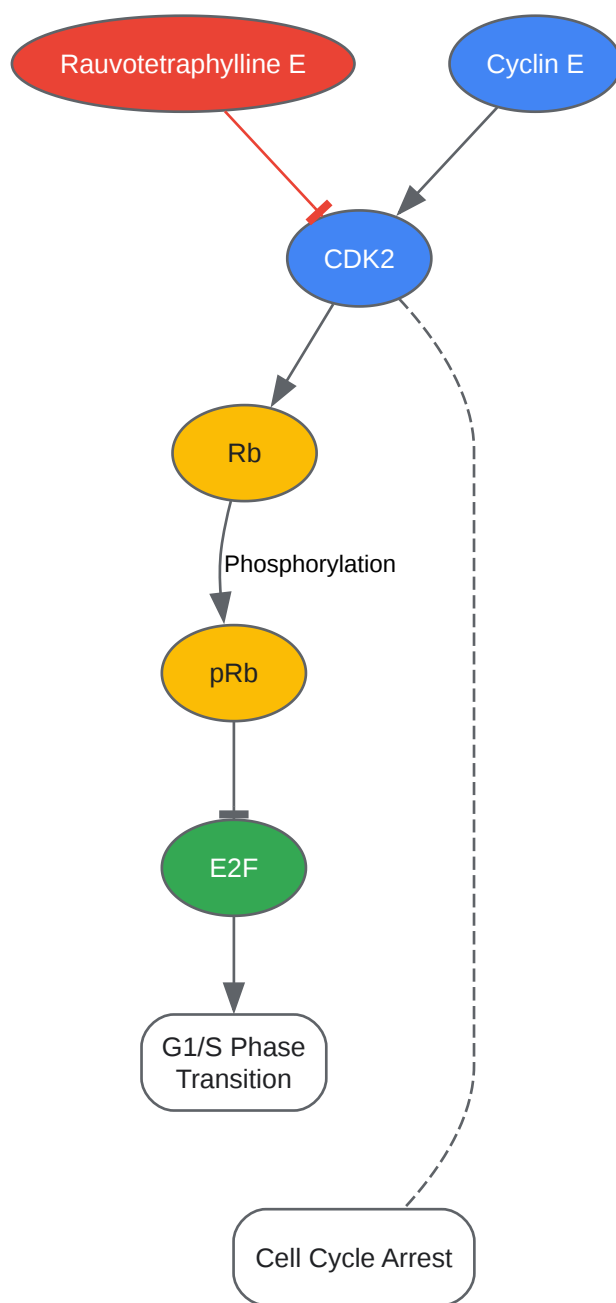 Rauvotetraphylline E
Cyclin E
CDK2
Rb
Phosphorylation
pRb
E2F
G1/S Phase
Transition
Cell Cycle Arrest